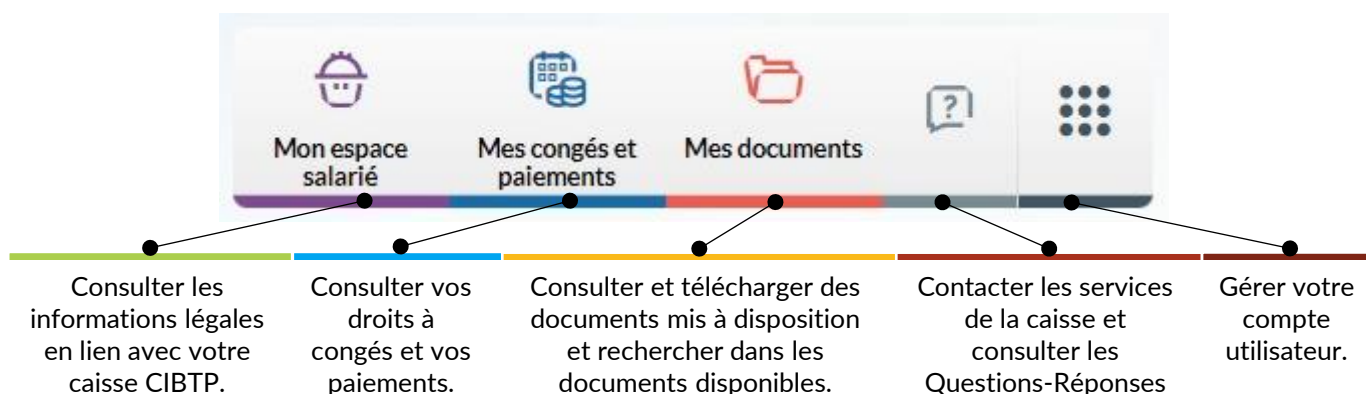 Mon espace
salarié
Mes congés et
paiements
Mes documents
?
Consulter les
informations légales
en lien avec votre
caisse CIBTP.
Consulter vos
droits à
congés et vos
paiements.
Consulter et télécharger des
documents mis à disposition
et rechercher dans les
documents disponibles.
Contacter les services
de la caisse et
consulter les
Questions-Réponses
Gérer votre
compte
utilisateur.